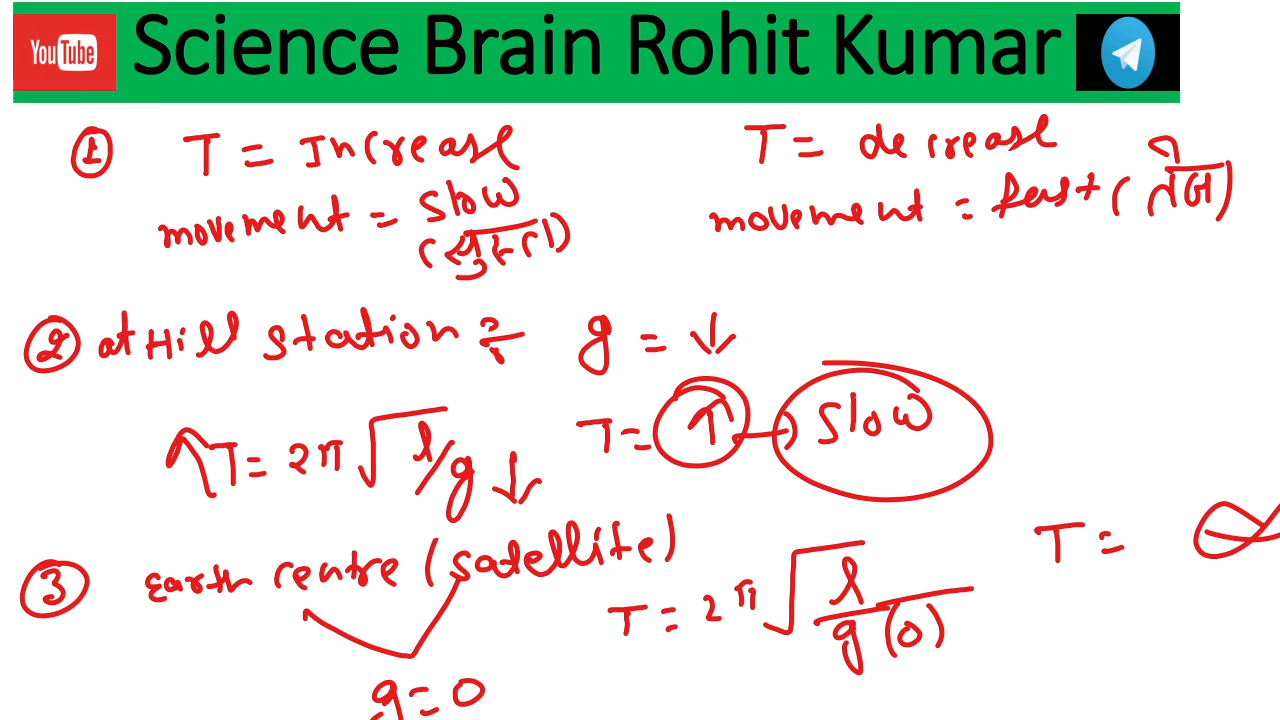 YouTube
Science Brain Rohit Kumar
① T = Increase
movement = slow
(सुस्त)
T = decrease
movement = fast (तेज)
② at Hill station ÷ g = ↓
↑T = 2π√l/g ↓
T = ↑ → slow
③ Earth centre (satellite)
g = 0
T = 2π√l/g(0)
T = ∞